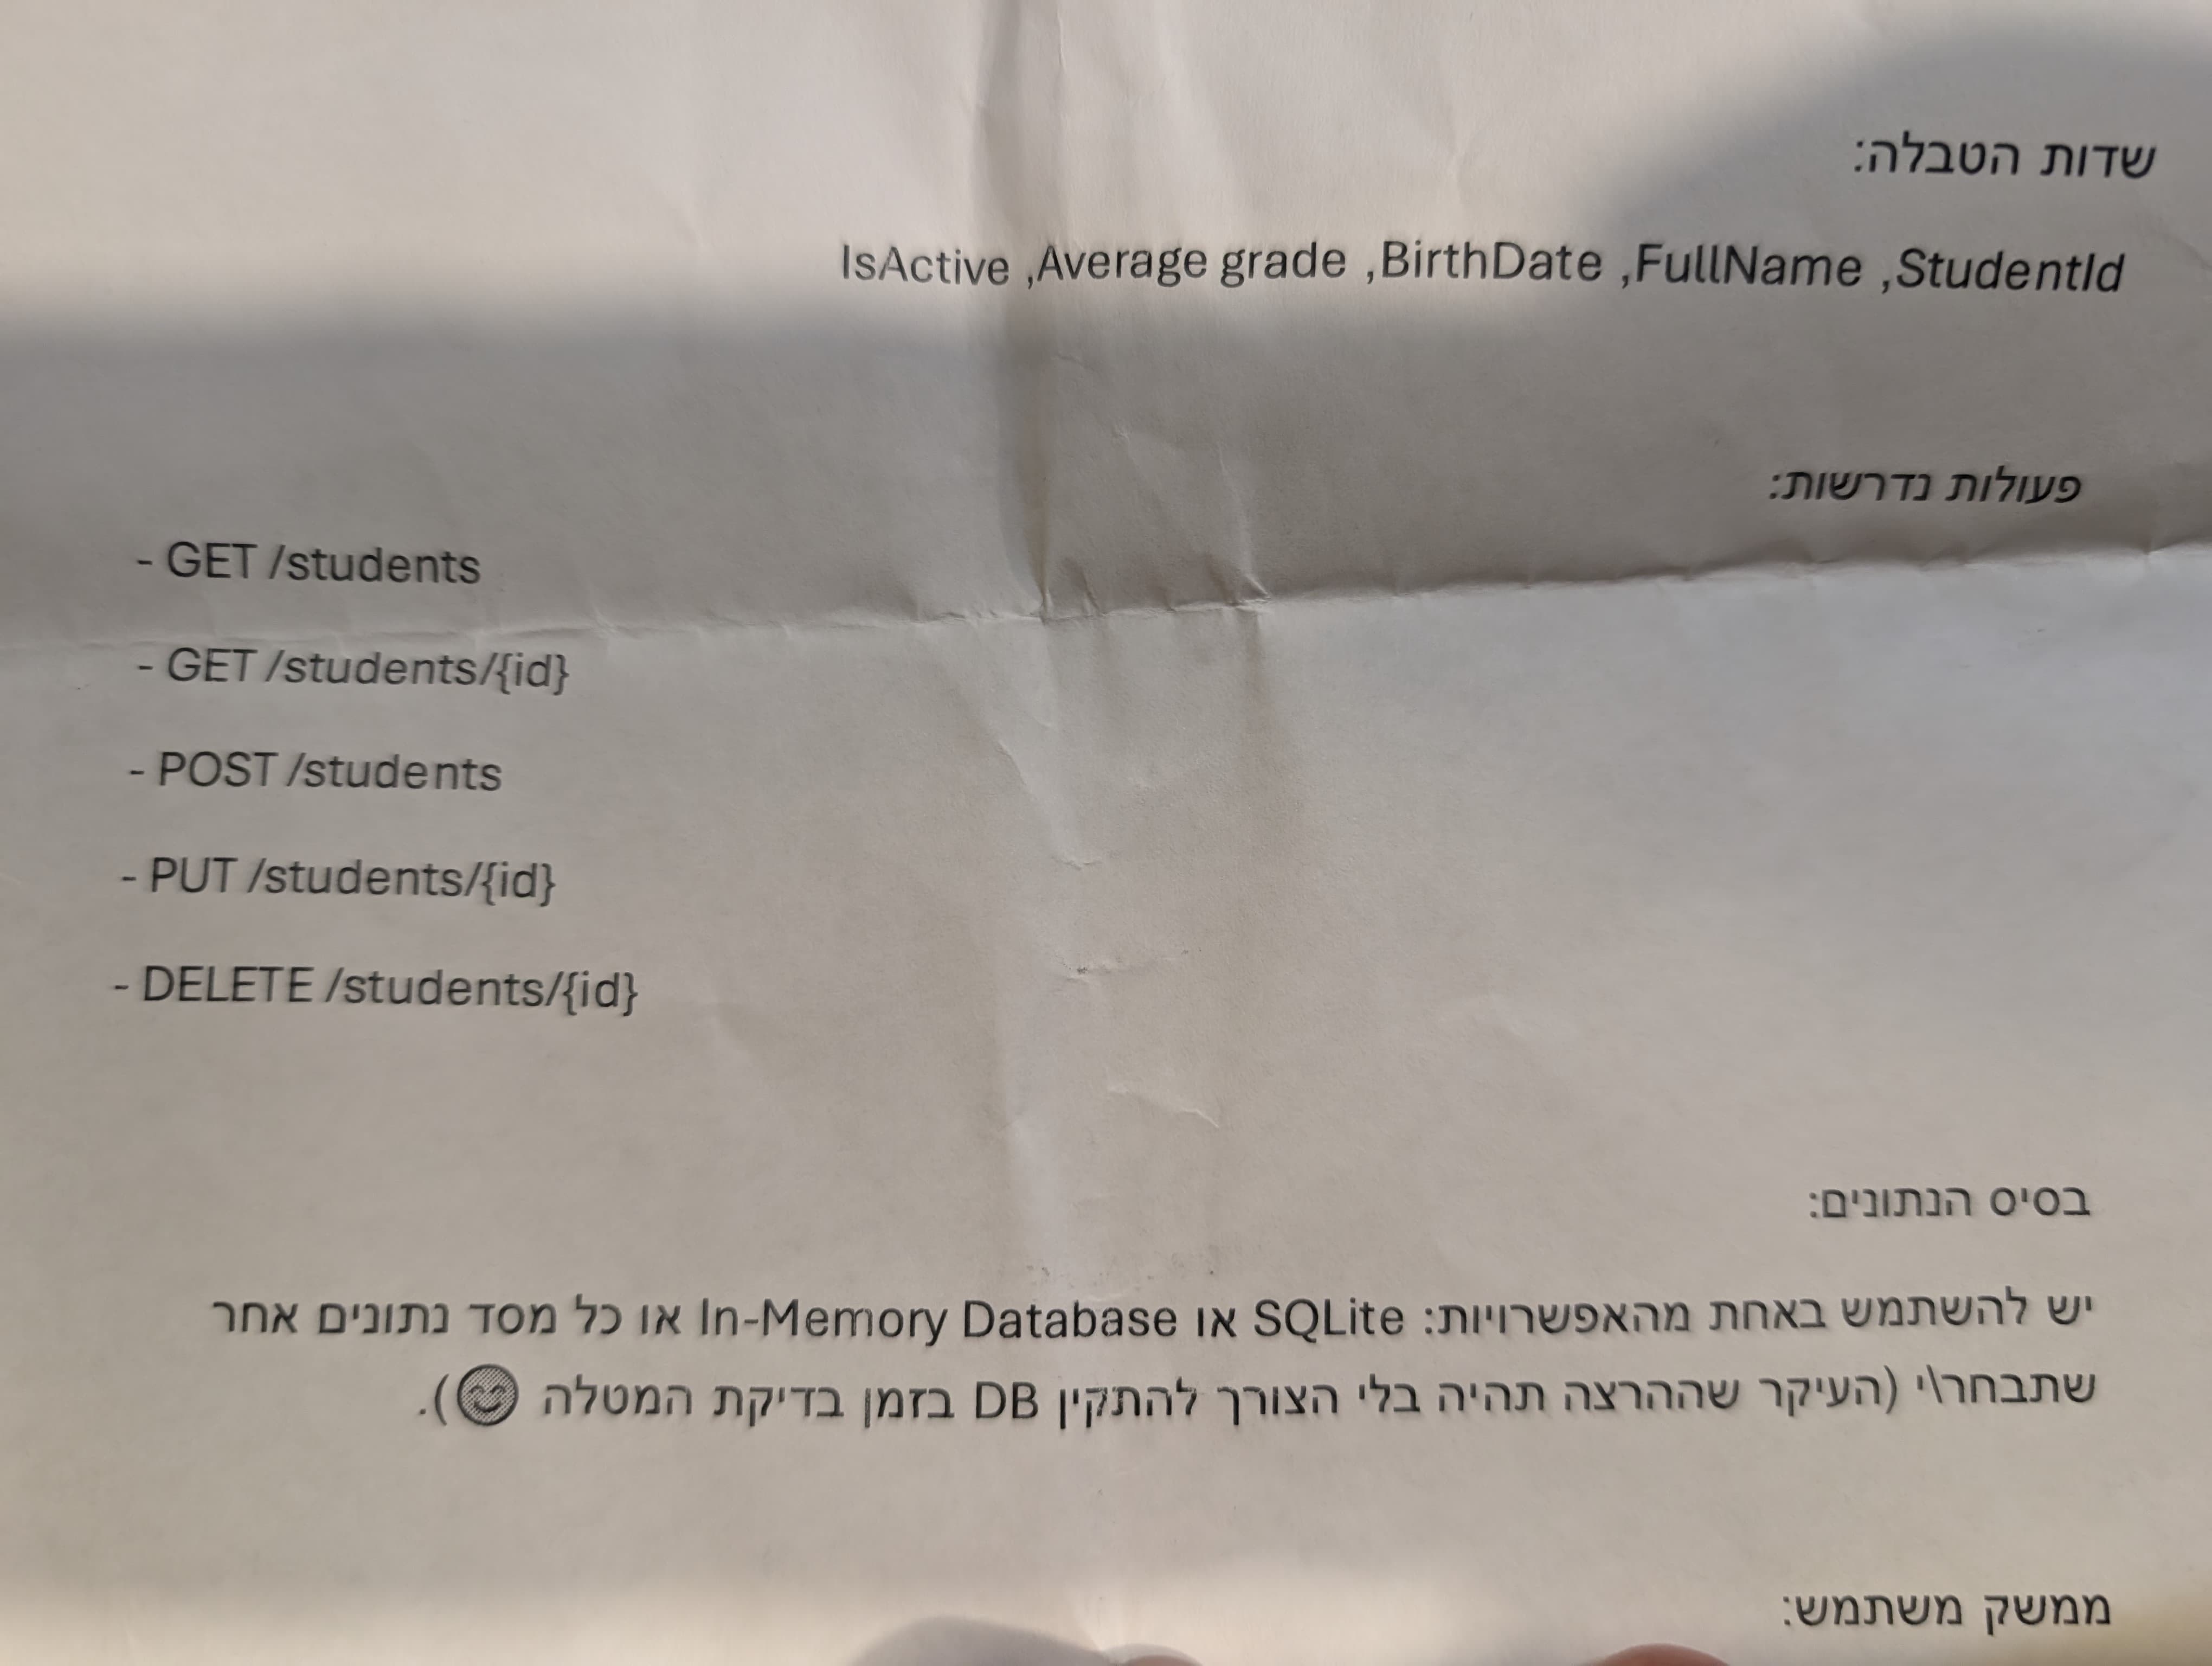 שדות הטבלה:
IsActive ,Average grade ,BirthDate ,FullName ,StudentId
פעולות נדרשות:
- GET /students
- GET /students/{id}
- POST /students
- PUT /students/{id}
- DELETE /students/{id}
בסיס הנתונים:
יש להשתמש באחת מהאפשרויות: SQLite או In-Memory Database או כל מסד נתונים אחר
שתבחר\י (העיקר שההרצה תהיה בלי הצורך להתקין DB בזמן בדיקת המטלה 😊).
ממשק משתמש: